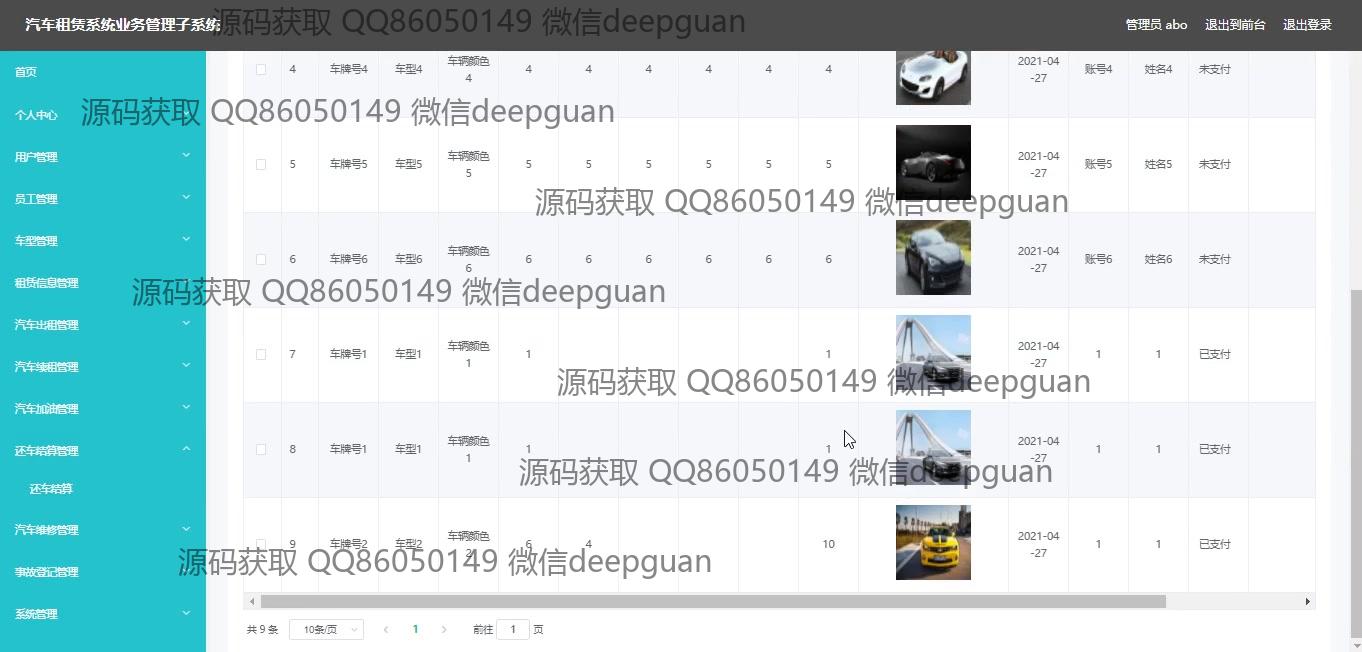 汽车租赁系统业务管理子系统
管理员 abo 退出到前台 退出登录
源码获取 QQ86050149 微信deepguan
首页
个人中心
用户管理
员工管理
车型管理
租赁信息管理
汽车出租管理
汽车续租管理
汽车加油管理
还车结算管理
还车结算
汽车维修管理
事故登记管理
系统管理
4 车牌号4 车型4 车辆颜色4 4 4 4 4 4 4 2021-04-27 账号4 姓名4 未支付
源码获取 QQ86050149 微信deepguan
5 车牌号5 车型5 车辆颜色5 5 5 5 5 5 5 2021-04-27 账号5 姓名5 未支付
源码获取 QQ86050149 微信deepguan
6 车牌号6 车型6 车辆颜色6 6 6 6 6 6 6 2021-04-27 账号6 姓名6 未支付
源码获取 QQ86050149 微信deepguan
7 车牌号1 车型1 车辆颜色1 1 1 2021-04-27 1 1 已支付
源码获取 QQ86050149 微信deepguan
8 车牌号1 车型1 车辆颜色1 1 1 2021-04-27 1 1 已支付
源码获取 QQ86050149 微信deepguan
9 车牌号2 车型2 车辆颜色2 6 4 10 2021-04-27 1 1 已支付
源码获取 QQ86050149 微信deepguan
共 9 条 10条/页 1 前往 1 页